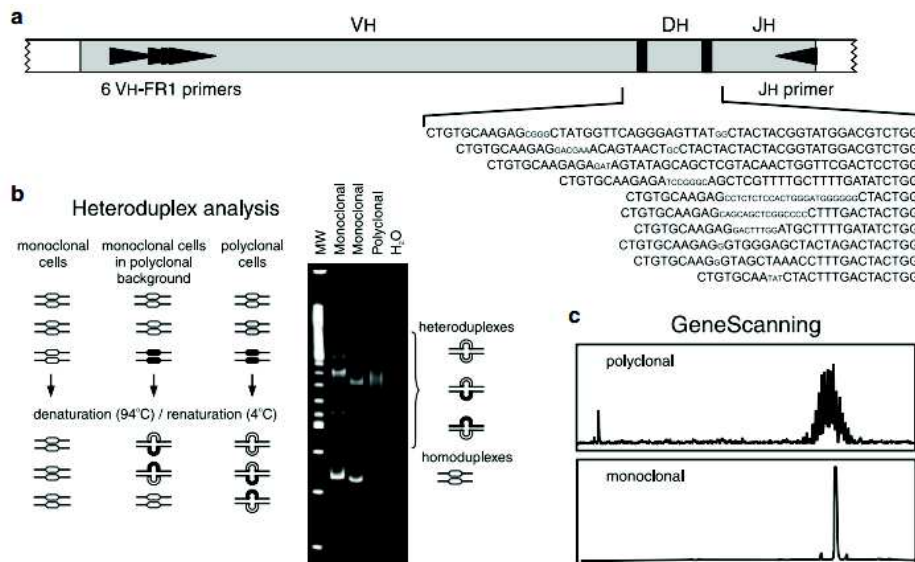 a
VH DH JH
6 VH-FR1 primers
JH primer
CTGTGCAAGAGCGGGCTATGGTTCAGGGAGTTATGGCTACTACGGTATGGACGTCTGG
CTGTGCAAGAGGACGAAACAGTAACTGCCTACTACTACTACGGTATGGACGTCTGG
CTGTGCAAGAGAGATAGTATAGCAGCTCGTACAACTGGTTCGACTCCTGG
CTGTGCAAGAGATCCGGGCAGCTCGTTTTGCTTTTGATATCTGG
CTGTGCAAGAGCCTCTCTCCACTGGGATGGGGGGCTACTGG
CTGTGCAAGAGCAGCAGCTCGGCCCCCTTTGACTACTGG
CTGTGCAAGAGGACTTTGGATGCTTTTGATATCTGG
CTGTGCAAGAGGGTGGGAGCTACTAGACTACTGG
CTGTGCAAGGGTAGCTAAACCTTTGACTACTGG
CTGTGCAATATCTACTTTGACTACTGG
b
Heteroduplex analysis
monoclonal cells
monoclonal cells in polyclonal background
polyclonal cells
denaturation (94°C) / renaturation (4°C)
MW
Monoclonal
Monoclonal
Polyclonal
H2O
heteroduplexes
homoduplexes
c
GeneScanning
polyclonal
monoclonal